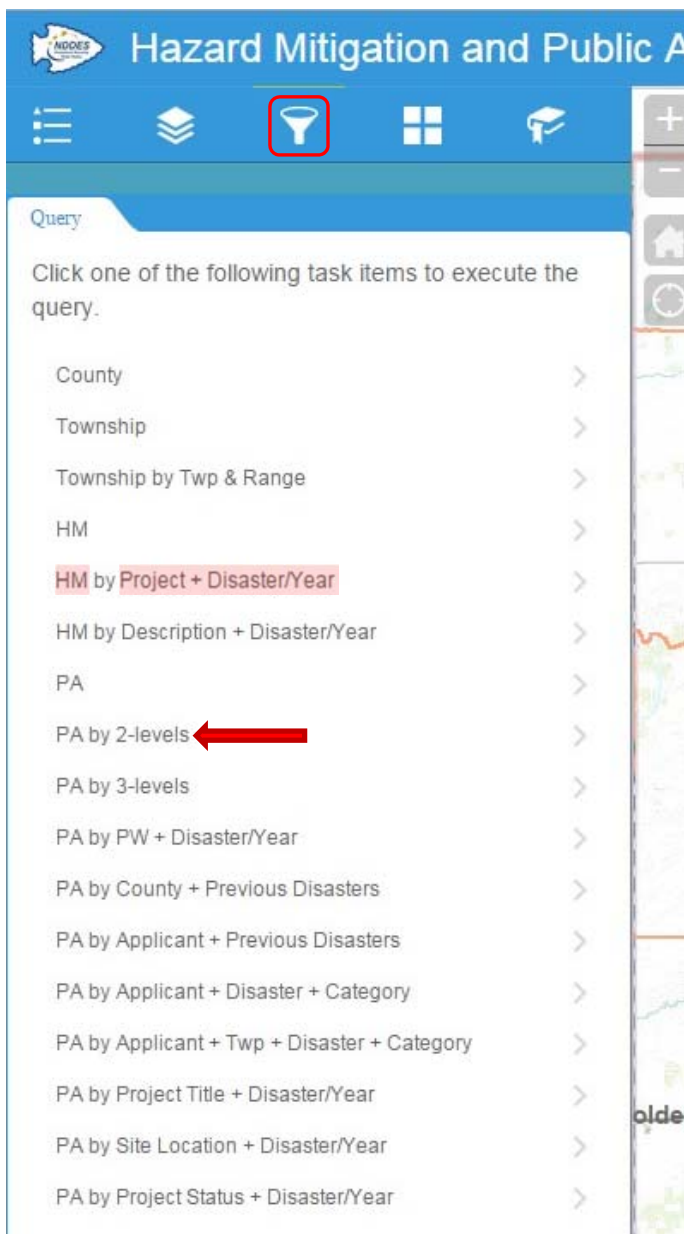 NDDES
Hazard Mitigation and Public A
Query
Click one of the following task items to execute the
query.
County
Township
Township by Twp & Range
HM
HM by Project + Disaster/Year
HM by Description + Disaster/Year
PA
PA by 2-levels
PA by 3-levels
PA by PW + Disaster/Year
PA by County + Previous Disasters
PA by Applicant + Previous Disasters
PA by Applicant + Disaster + Category
PA by Applicant + Twp + Disaster + Category
PA by Project Title + Disaster/Year
olde
PA by Site Location + Disaster/Year
PA by Project Status + Disaster/Year